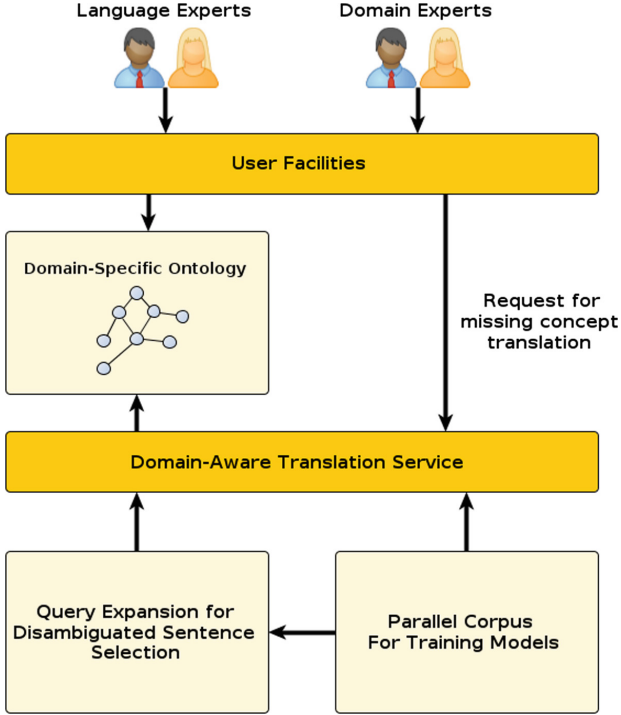 Language Experts
Domain Experts
User Facilities
Domain-Specific Ontology
Request for
missing concept
translation
Domain-Aware Translation Service
Query Expansion for
Disambiguated Sentence
Selection
Parallel Corpus
For Training Models